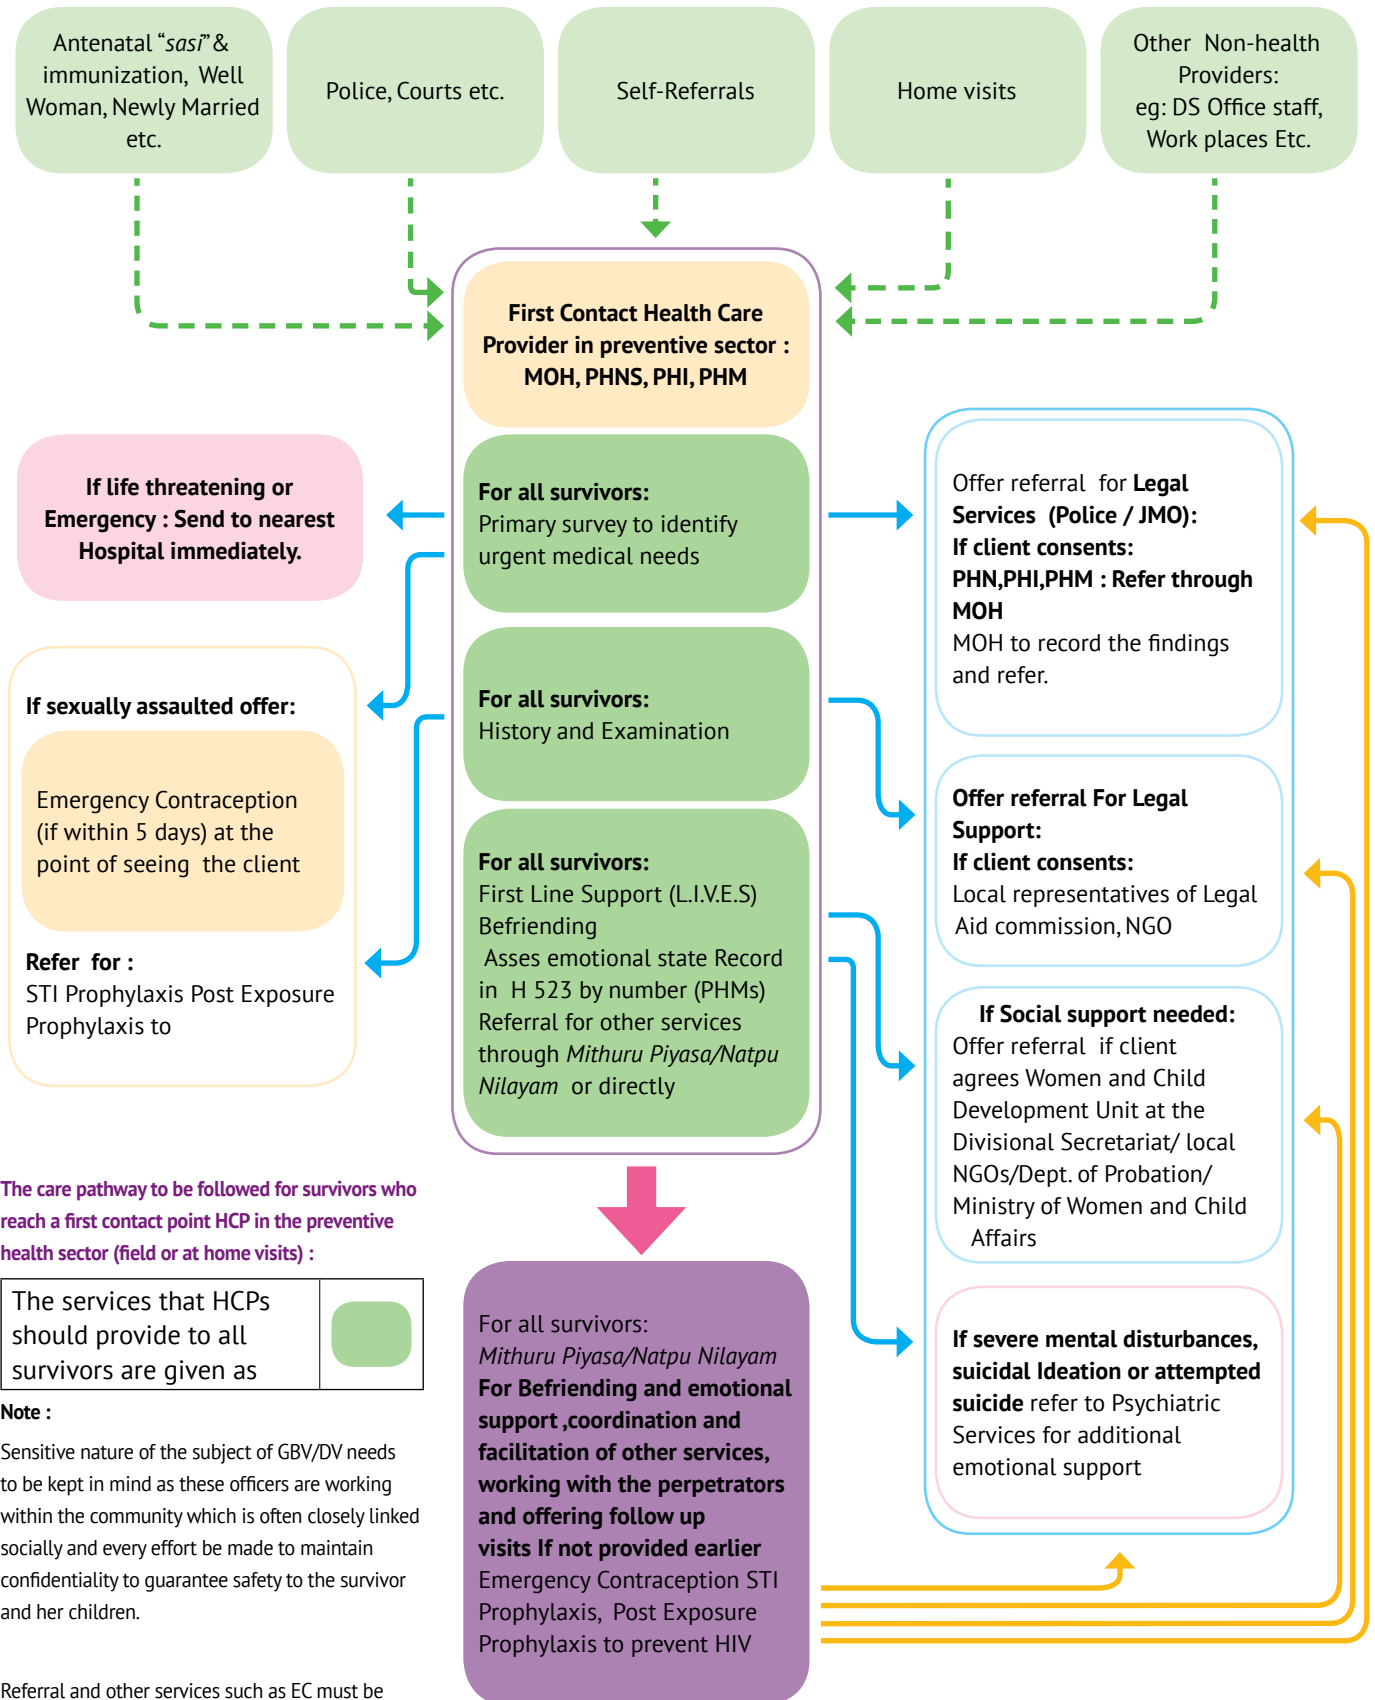 Antenatal “sasi” &
immunization, Well
Woman, Newly Married
etc.
Police, Courts etc.
Self-Referrals
Home visits
Other Non-health
Providers:
eg: DS Office staff,
Work places Etc.
First Contact Health Care
Provider in preventive sector :
MOH, PHNS, PHI, PHM
If life threatening or
Emergency : Send to nearest
Hospital immediately.
For all survivors:
Primary survey to identify
urgent medical needs
Offer referral for Legal
Services (Police / JMO):
If client consents:
PHN,PHI,PHM : Refer through
MOH
MOH to record the findings
and refer.
If sexually assaulted offer:
Emergency Contraception
(if within 5 days) at the
point of seeing the client
Refer for :
STI Prophylaxis Post Exposure
Prophylaxis to
For all survivors:
History and Examination
Offer referral For Legal
Support:
If client consents:
Local representatives of Legal
Aid commission, NGO
For all survivors:
First Line Support (L.I.V.E.S)
Befriending
Asses emotional state Record
in H 523 by number (PHMs)
Referral for other services
through Mithuru Piyasa/Natpu
Nilayam or directly
If Social support needed:
Offer referral if client
agrees Women and Child
Development Unit at the
Divisional Secretariat/ local
NGOs/Dept. of Probation/
Ministry of Women and Child
Affairs
The care pathway to be followed for survivors who
reach a first contact point HCP in the preventive
health sector (field or at home visits) :
The services that HCPs
should provide to all
survivors are given as
Note :
Sensitive nature of the subject of GBV/DV needs
to be kept in mind as these officers are working
within the community which is often closely linked
socially and every effort be made to maintain
confidentiality to guarantee safety to the survivor
and her children.
Referral and other services such as EC must be
For all survivors:
Mithuru Piyasa/Natpu Nilayam
For Befriending and emotional
support ,coordination and
facilitation of other services,
working with the perpetrators
and offering follow up
visits If not provided earlier
Emergency Contraception STI
Prophylaxis, Post Exposure
Prophylaxis to prevent HIV
If severe mental disturbances,
suicidal Ideation or attempted
suicide refer to Psychiatric
Services for additional
emotional support